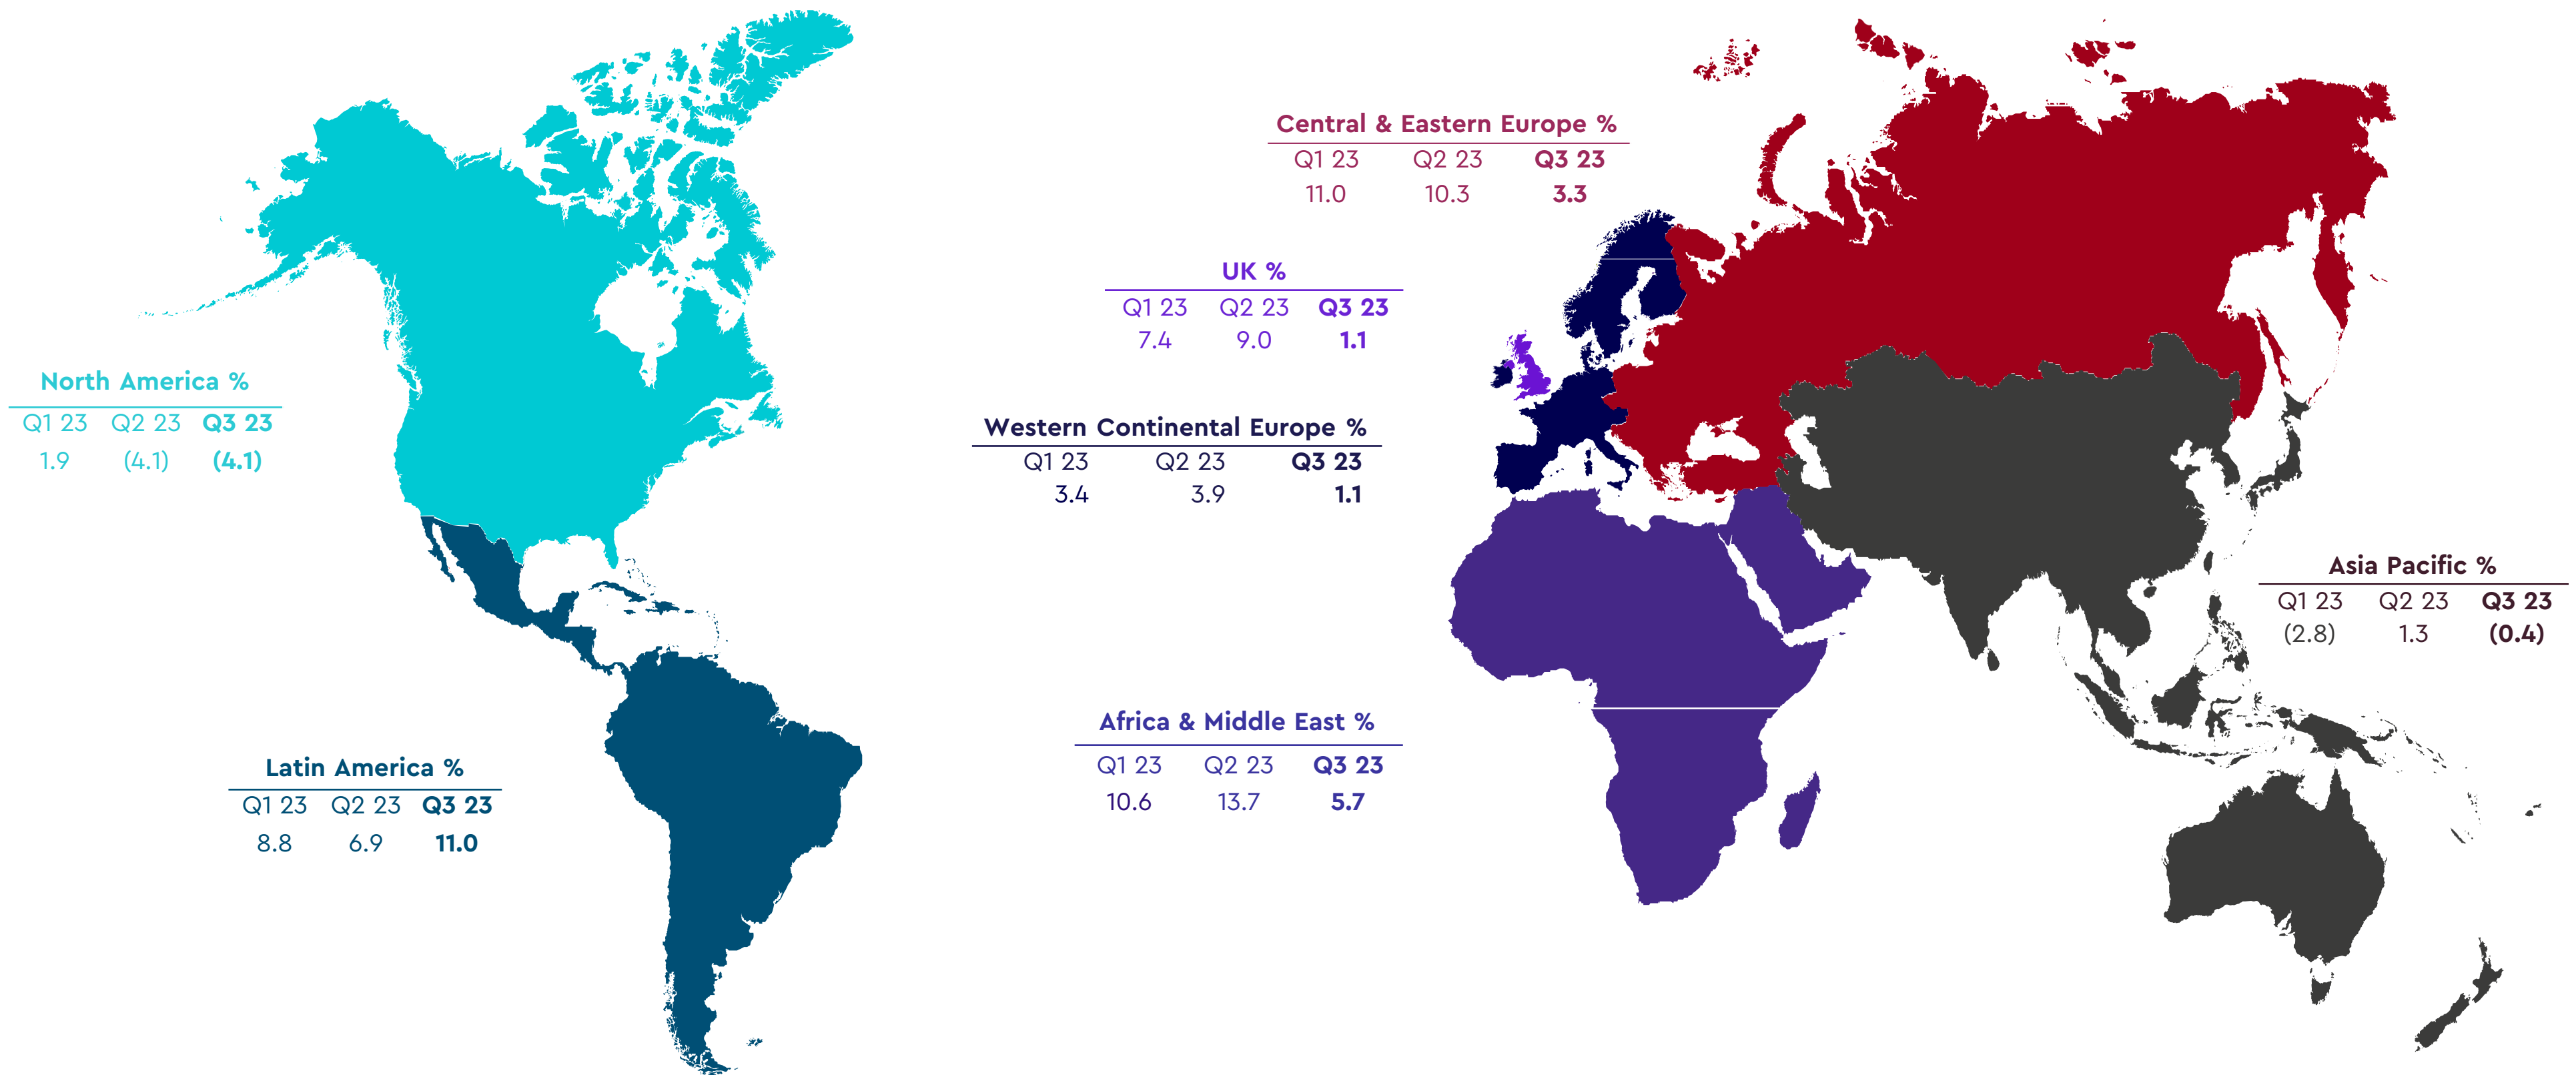 Central & Eastern Europe %
Q1 23 Q2 23 Q3 23
11.0 10.3 3.3
UK %
Q1 23 Q2 23 Q3 23
7.4 9.0 1.1
North America %
Q1 23 Q2 23 Q3 23
1.9 (4.1) (4.1)
Western Continental Europe %
Q1 23 Q2 23 Q3 23
3.4 3.9 1.1
Asia Pacific %
Q1 23 Q2 23 Q3 23
(2.8) 1.3 (0.4)
Africa & Middle East %
Q1 23 Q2 23 Q3 23
10.6 13.7 5.7
Latin America %
Q1 23 Q2 23 Q3 23
8.8 6.9 11.0